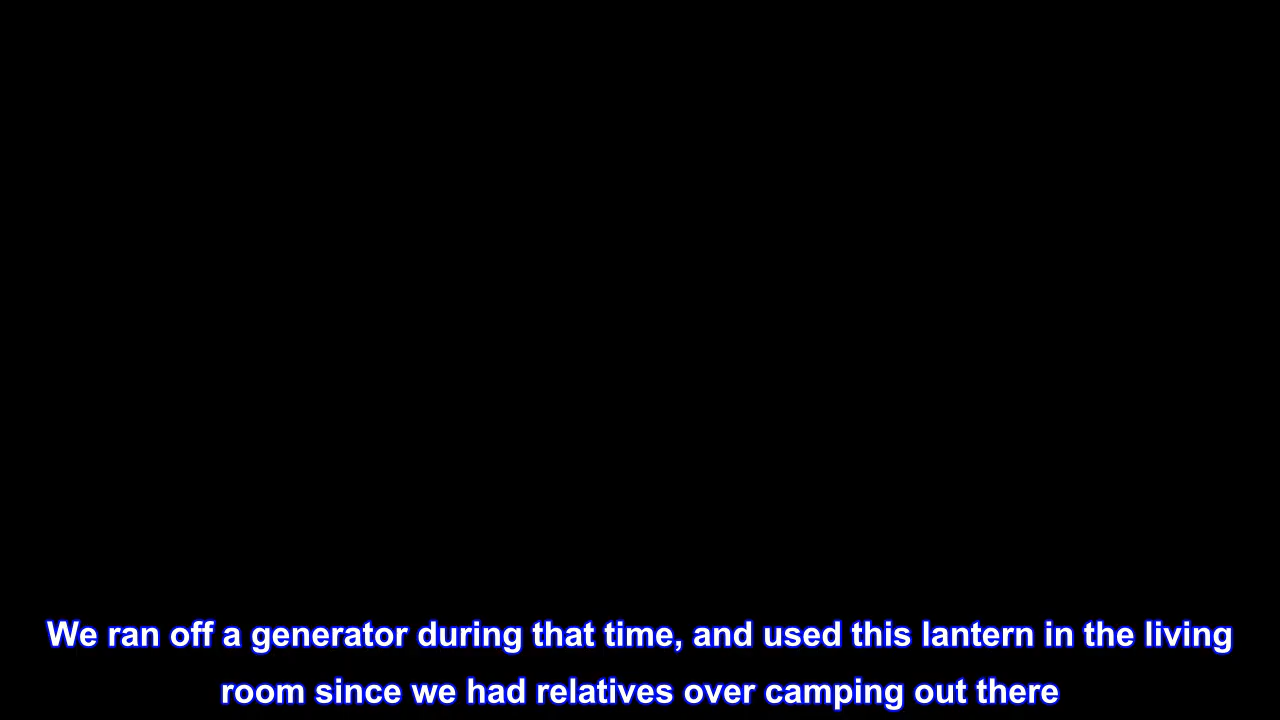 We ran off a generator during that time, and used this lantern in the living
room since we had relatives over camping out there